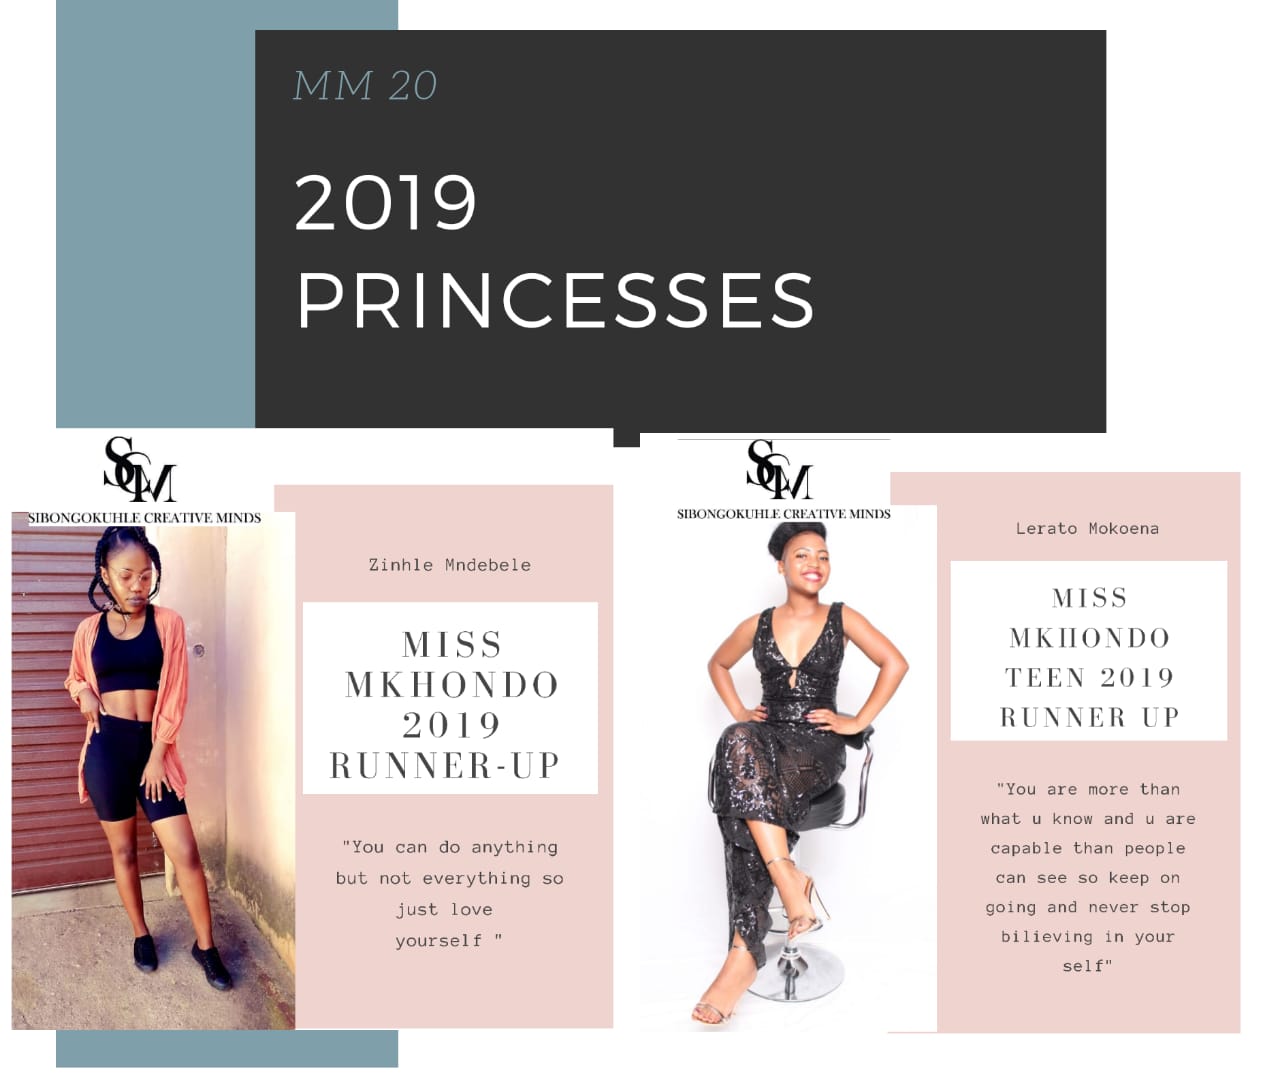 MM 20
2019
PRINCESSES
SCM
SIBONGOKUHLE CREATIVE MINDS
Zinhle Mndebele
MISS
MKHONDO
2019
RUNNER-UP
"You can do anything
but not everything so
just love
yourself "
SCM
SIBONGOKUHLE CREATIVE MINDS
Lerato Mokoena
MISS
MKHONDO
TEEN 2019
RUNNER UP
"You are more than
what u know and u are
capable than people
can see so keep on
going and never stop
bilieving in your
self"